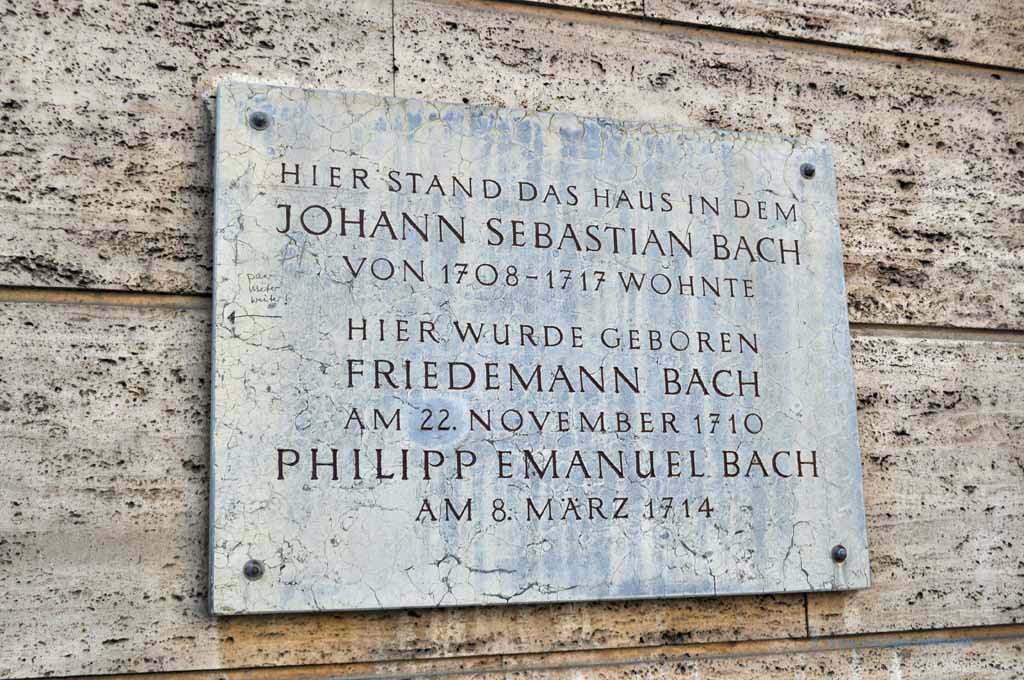 HIER STAND DAS HAUS IN DEM
JOHANN SEBASTIAN BACH
VON 1708-1717 WOHNTE
HIER WURDE GEBOREN
FRIEDEMANN BACH
AM 22. NOVEMBER 1710
PHILIPP EMANUEL BACH
AM 8. MÄRZ 1714